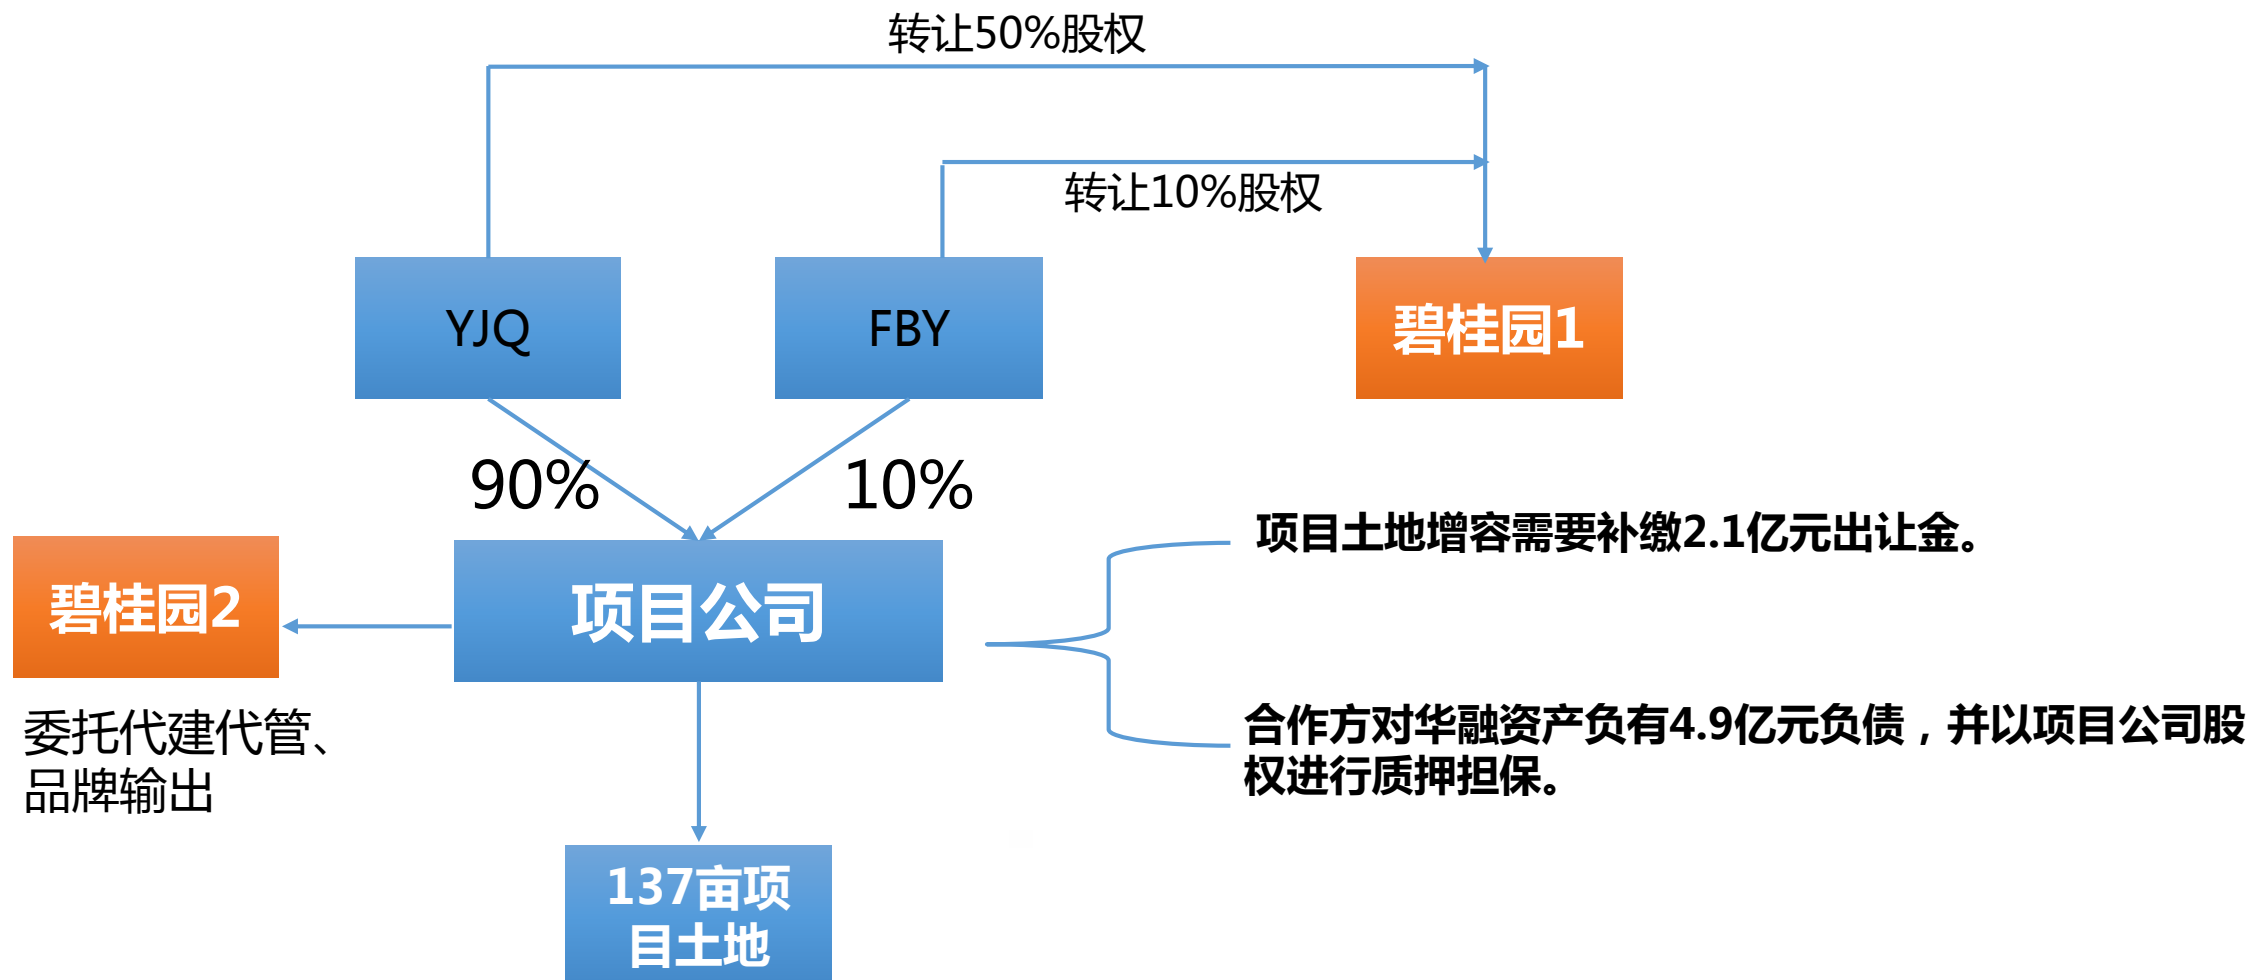 转让50%股权
转让10%股权
YJQ
FBY
碧桂园1
90%
10%
项目土地增容需要补缴2.1亿元出让金。
碧桂园2
项目公司
委托代建代管、
品牌输出
合作方对华融资产负有4.9亿元负债，并以项目公司股
权进行质押担保。
137亩项
目土地